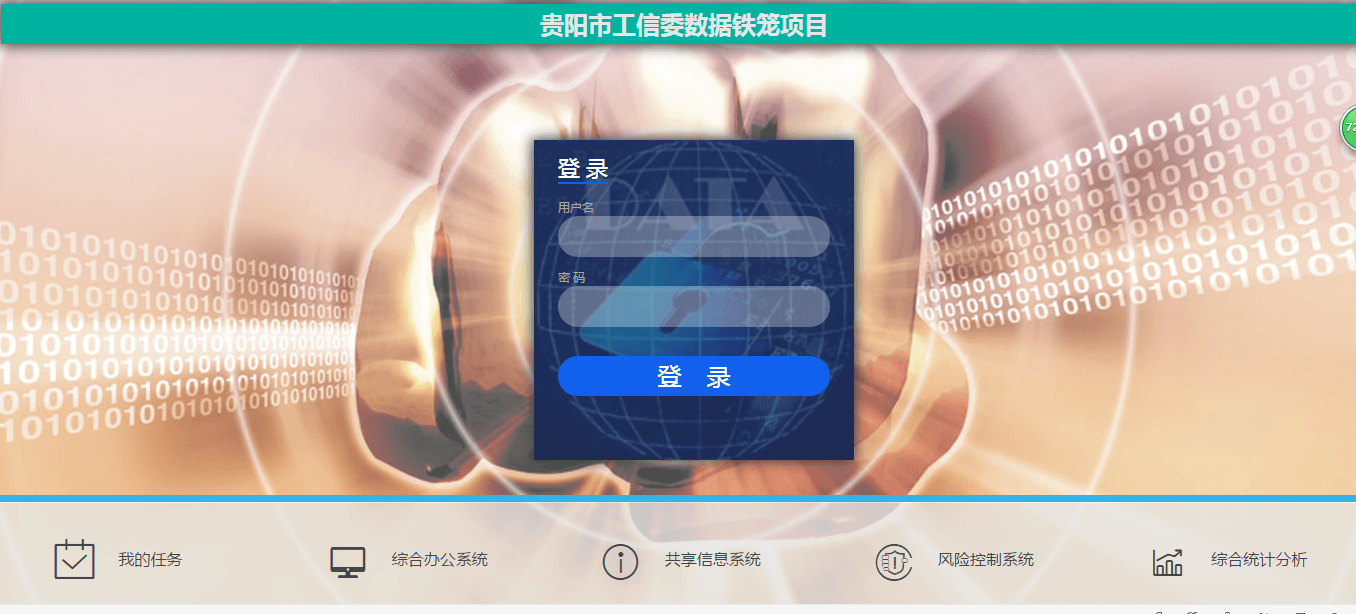 贵阳市工信委数据铁笼项目
登录
DATA
用户名
密码
登 录
我的任务
综合办公系统
共享信息系统
风险控制系统
综合统计分析
72